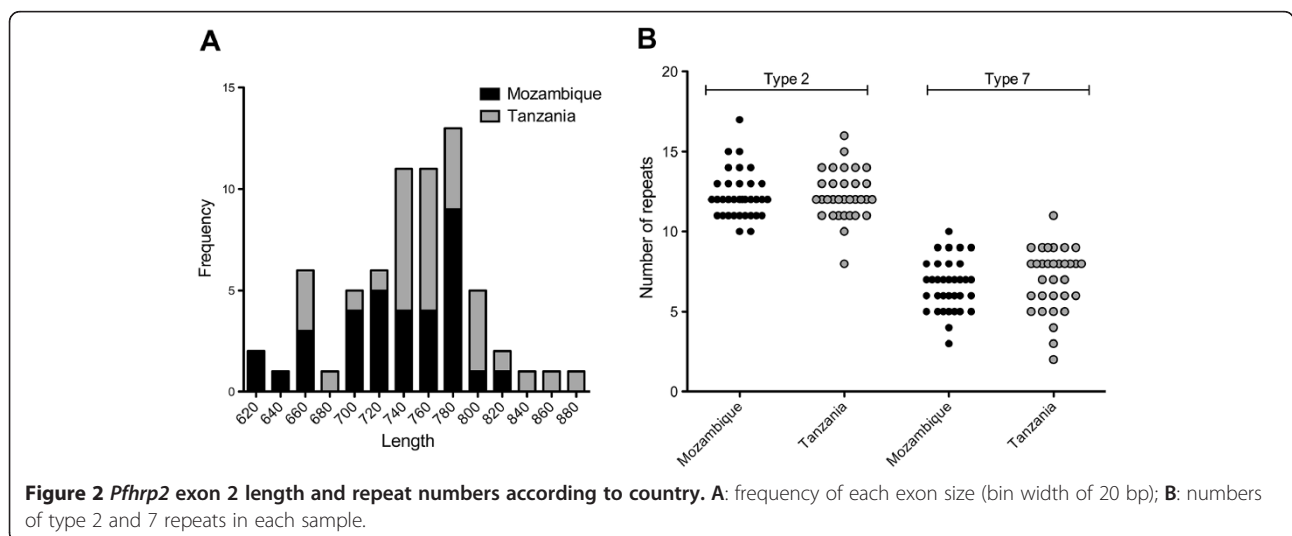 A
15
10
5
0
Frequency
Mozambique
Tanzania
620 640 660 680 700 720 740 760 780 800 820 840 860 880
Length
B
20
15
10
5
0
Number of repeats
Type 2
Type 7
Mozambique Tanzania Mozambique Tanzania
Figure 2 Pfhrp2 exon 2 length and repeat numbers according to country. A: frequency of each exon size (bin width of 20 bp); B: numbers
of type 2 and 7 repeats in each sample.